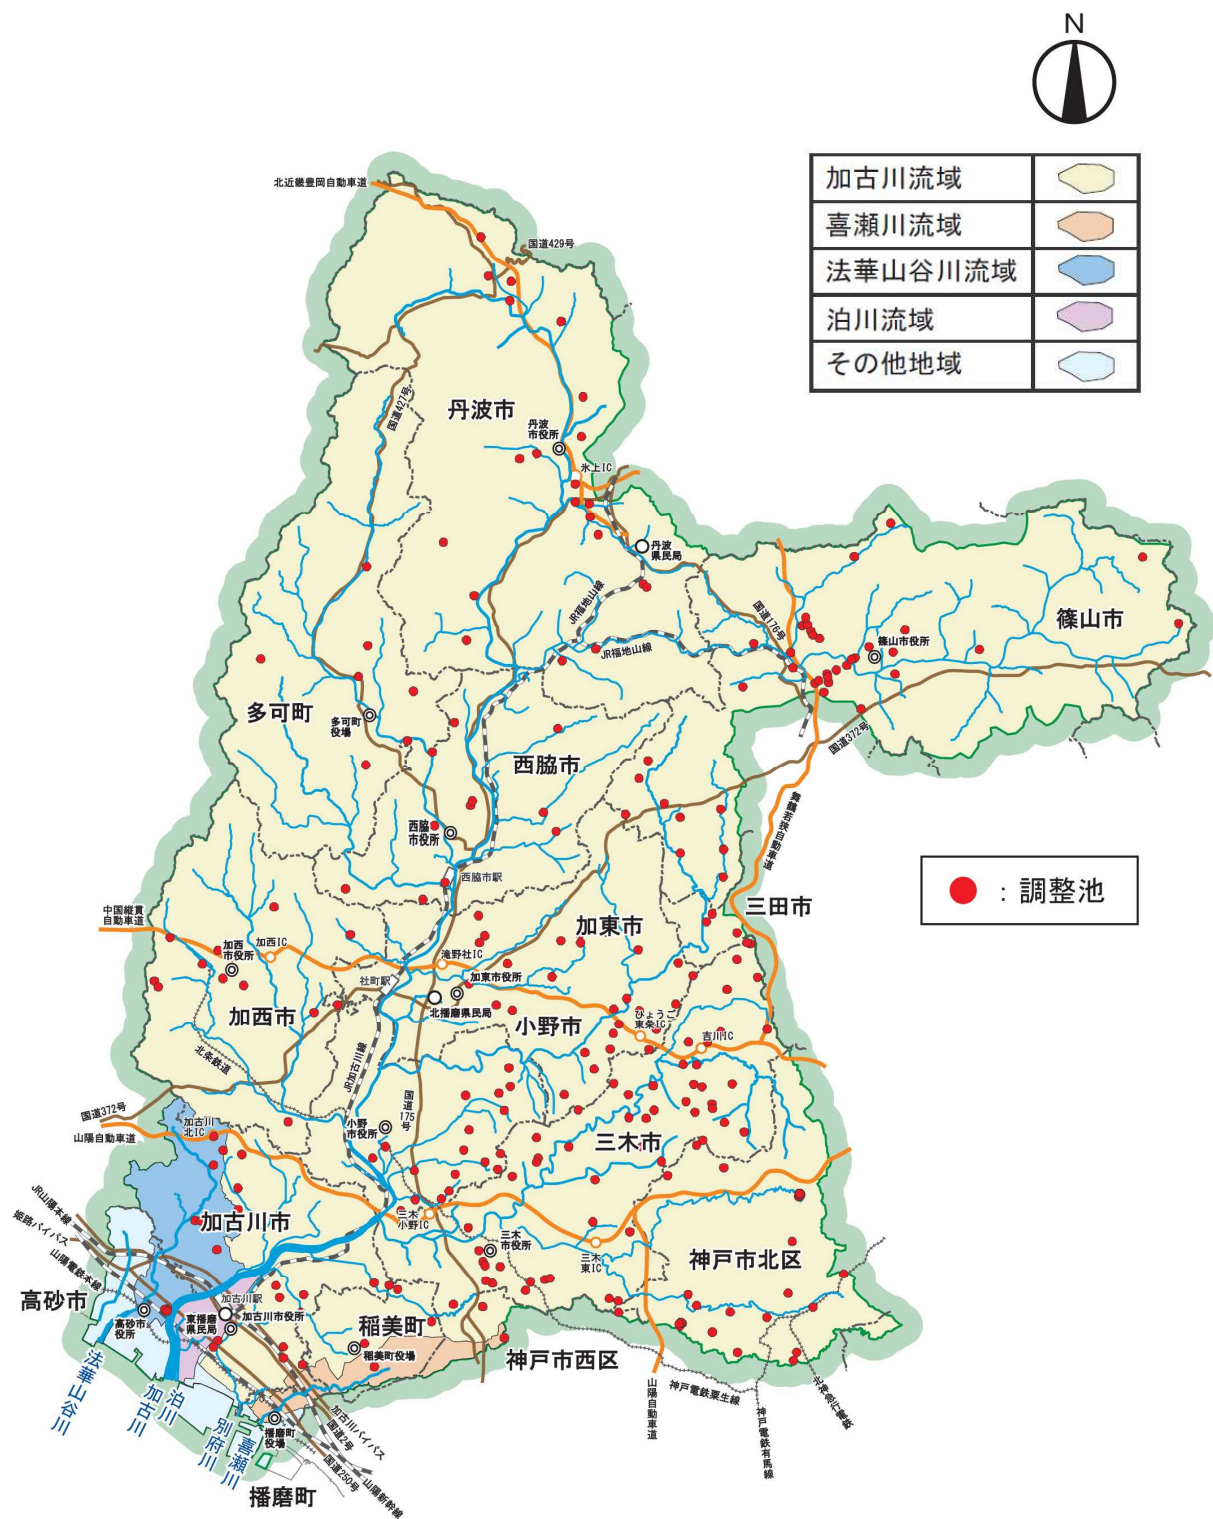 N
加古川流域
喜瀬川流域
法華山谷川流域
泊川流域
その他地域
北近畿豊岡自動車道
国道429号
国道427号
丹波市
丹波
市役所
氷上IC
丹波
県民局
JR福地山線
JR福地山線
国道176号
篠山市役所
篠山市
国道372号
多可町
多可町
役場
西脇市
西脇
市役所
西脇市駅
舞鶴若狭自動車道
：調整池
三田市
中国縦貫
自動車道
加西
市役所
加西IC
加東市
滝野社IC
加東市役所
社町駅
北播磨県民局
加西市
小野市
ひょうご
東条IC
吉川IC
北条鉄道
JR加古川線
国道175号
国道372号
山陽自動車道
加古川
北IC
小野
市役所
三木市
JR山陽本線
姫路バイパス
山陽電鉄本線
加古川市
三木
小野IC
三木
市役所
三木
東IC
神戸市北区
高砂市
高砂市
役所
加古川駅
加古川市役所
東播磨
県民局
稲美町
稲美町役場
神戸市西区
法華山谷川
加古川
泊川
別府川
喜瀬川
播磨町
役場
播磨町
加古川バイパス
国道2号
国道250号
山陽新幹線
山陽自動車道
神戸電鉄粟生線
神戸電鉄有馬線
北神急行電鉄